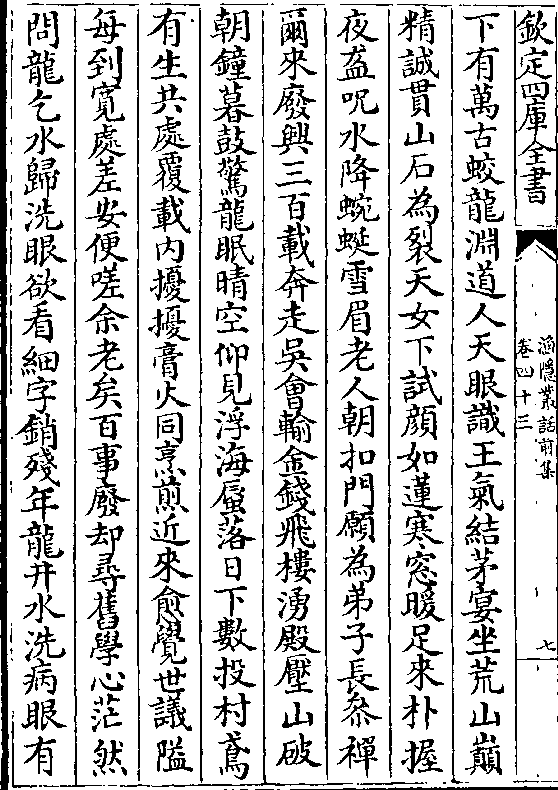 欽定四庫全書
漁隱叢話前集
卷四十三
七
下有萬古蛟龍淵道人天眼識王氣結茅宴坐荒山巔
精誠貫山石為裂天女下試顔如蓮寒窓暖足來朴握
夜盋呪水降蜿蜒雪眉老人朝扣門願為弟子長參禪
爾來廢興三百載奔走吳會輸金錢飛樓湧殿壓山破
朝鐘暮鼓驚龍眠晴空仰見浮海蜃落日下數投村鳶
有生共處覆載內擾擾膏火同烹煎近來愈覺世議隘
每到寛處差安便嗟余老矣百事廢却尋舊學心茫然
問龍乞水歸洗眼欲看細字銷殘年龍井水洗病眼有